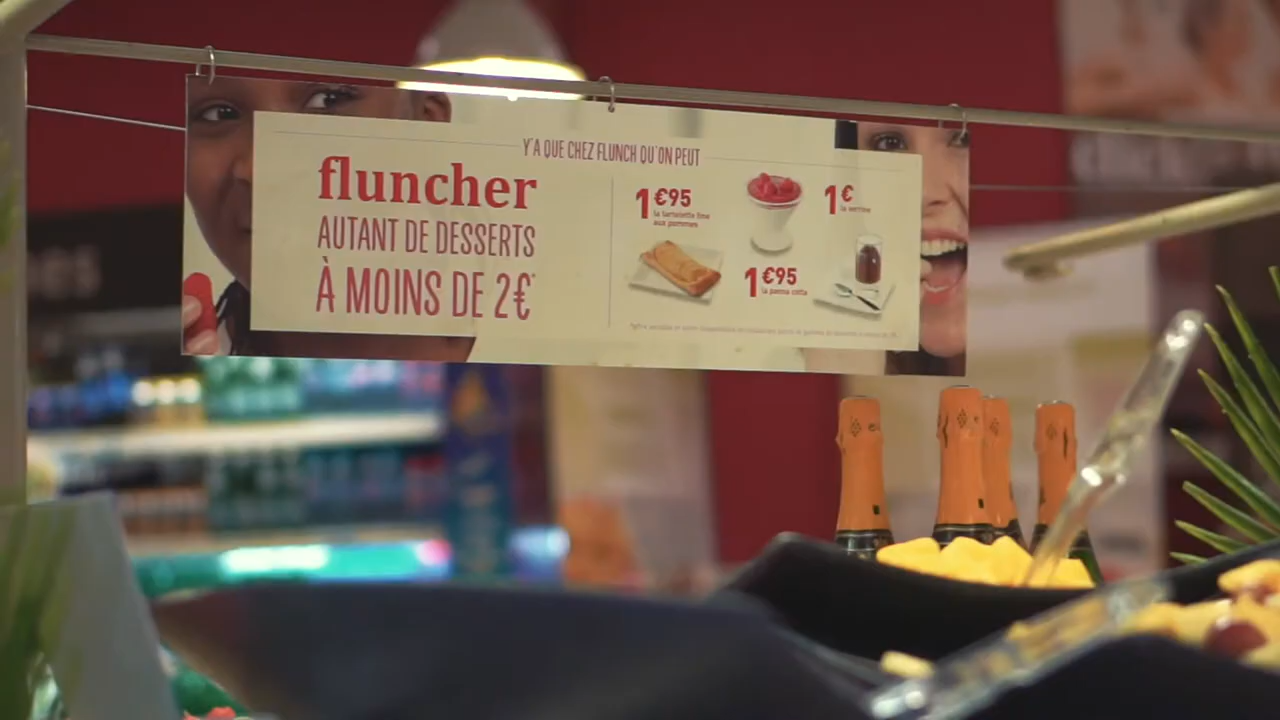 Y'A QUE CHEZ FLUNCH QU'ON PEUT
fluncher
AUTANT DE DESSERTS
À MOINS DE 2€*
1€95
la tartelette fine
aux pommes
1€95
la panna cotta
1€
la verrine